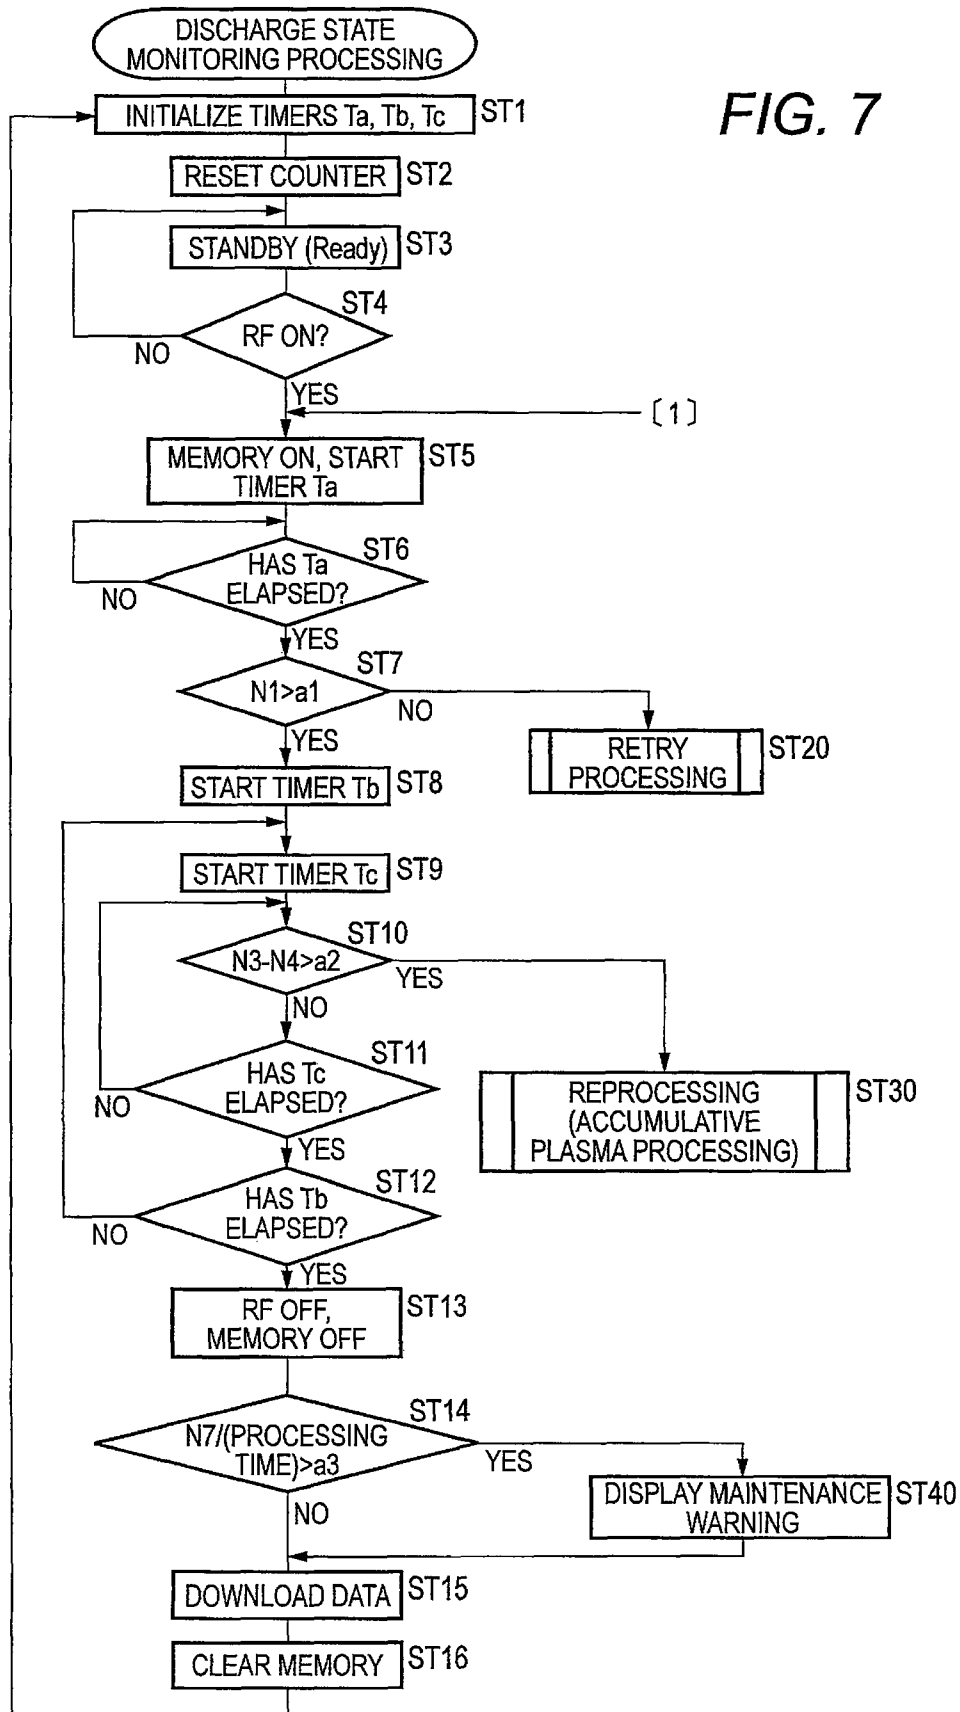 DISCHARGE STATE
MONITORING PROCESSING
FIG. 7
INITIALIZE TIMERS Ta, Tb, Tc
ST1
RESET COUNTER
ST2
STANDBY (Ready)
ST3
ST4
RF ON?
NO
YES
〔1〕
MEMORY ON, START
TIMER Ta
ST5
ST6
HAS Ta
ELAPSED?
NO
YES
ST7
N1>a1
NO
YES
RETRY
PROCESSING
ST20
START TIMER Tb
ST8
START TIMER Tc
ST9
ST10
N3-N4>a2
YES
NO
ST11
HAS Tc
ELAPSED?
NO
YES
REPROCESSING
(ACCUMULATIVE
PLASMA PROCESSING)
ST30
ST12
HAS Tb
ELAPSED?
NO
YES
RF OFF,
MEMORY OFF
ST13
ST14
N7/(PROCESSING
TIME)>a3
YES
NO
DISPLAY MAINTENANCE
WARNING
ST40
DOWNLOAD DATA
ST15
CLEAR MEMORY
ST16